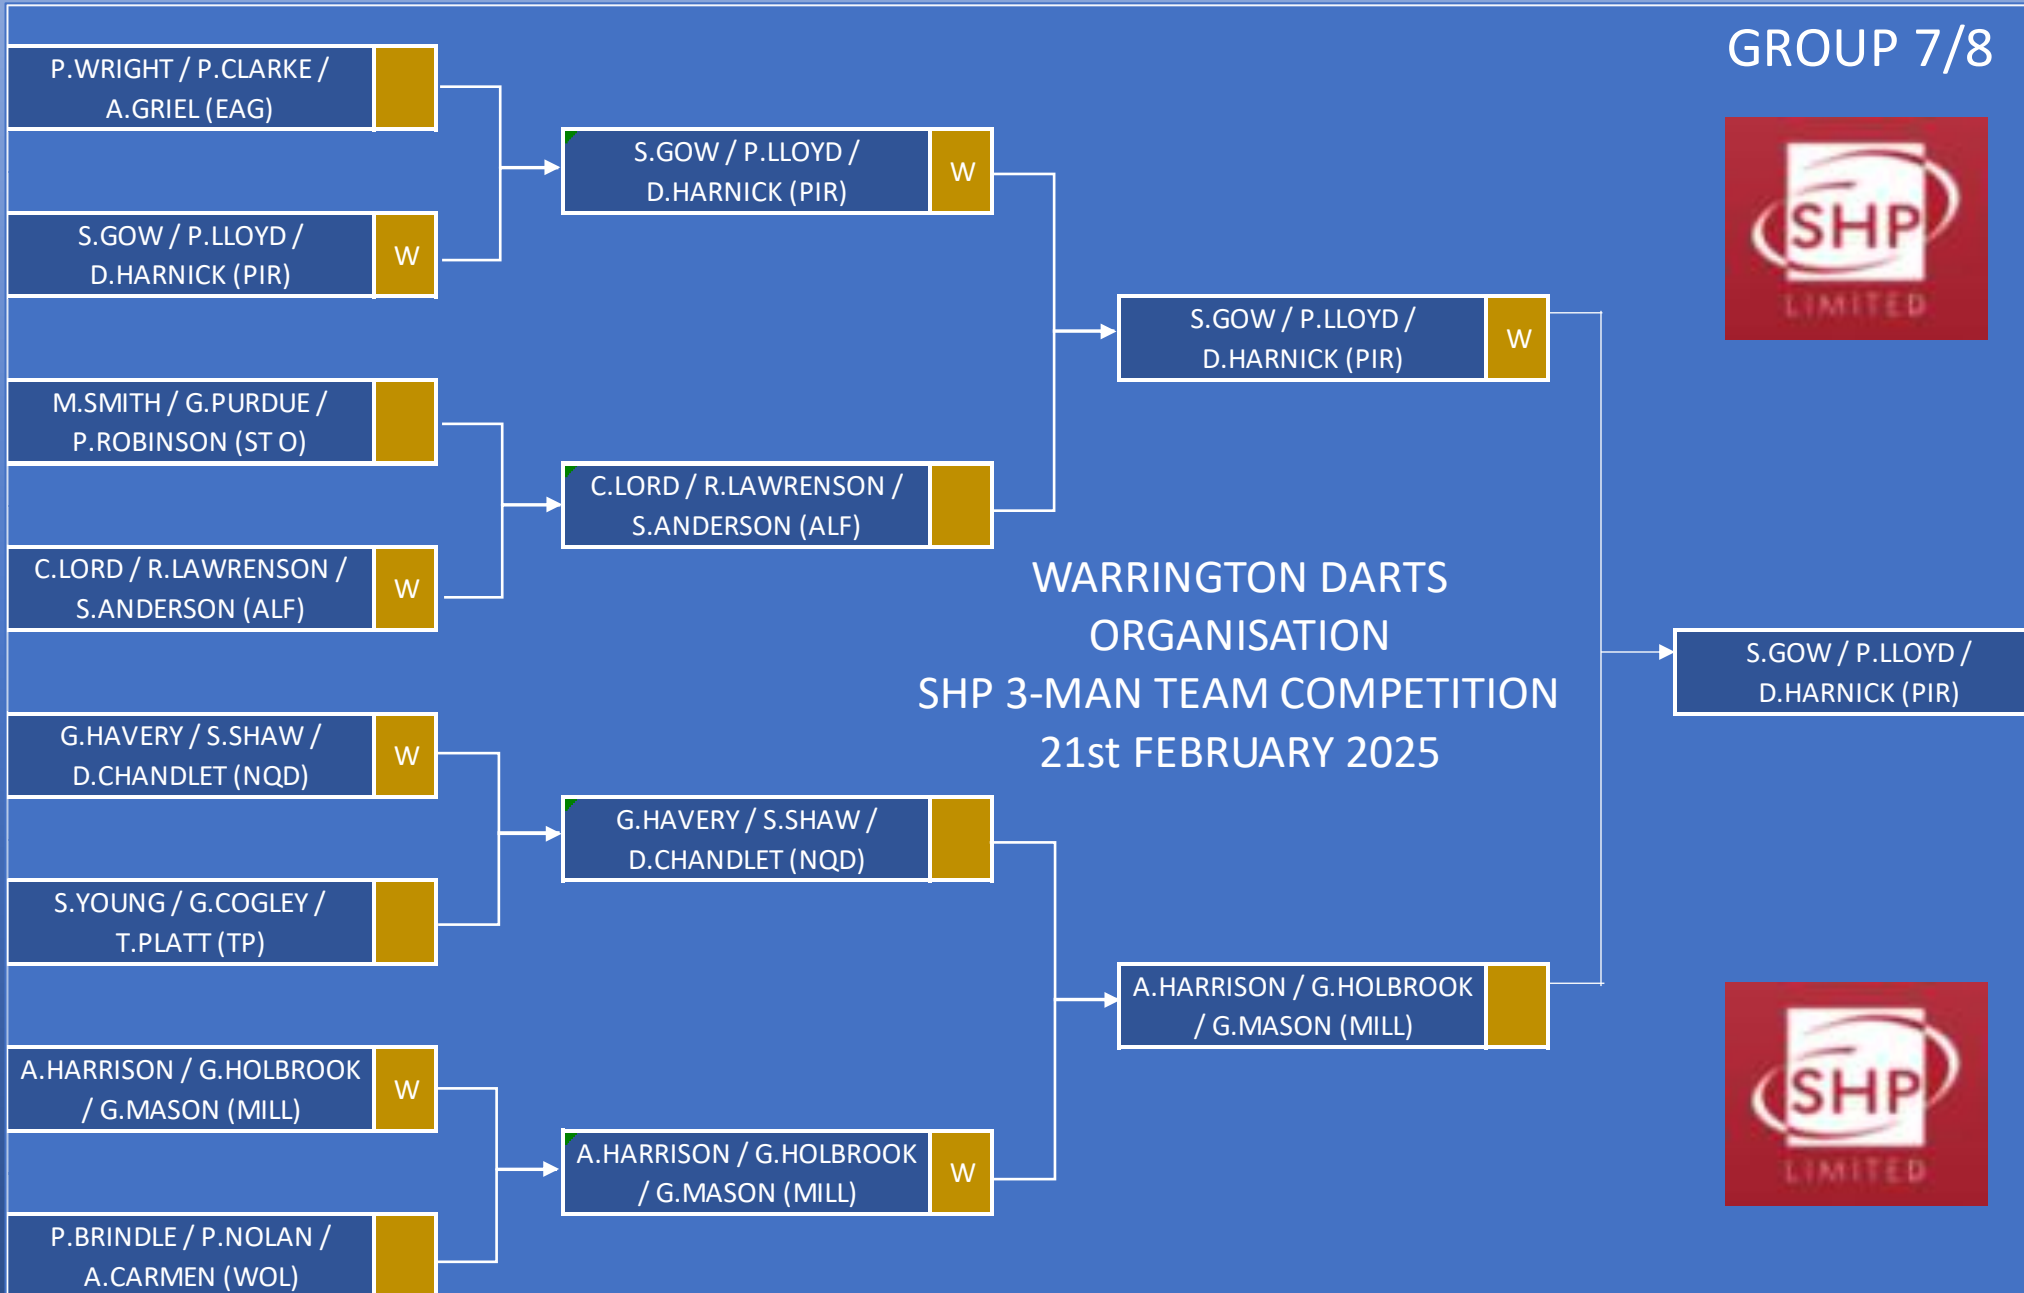 GROUP 7/8
P.WRIGHT / P.CLARKE /
A.GRIEL (EAG)
S.GOW / P.LLOYD /
D.HARNICK (PIR)
W
M.SMITH / G.PURDUE /
P.ROBINSON (ST O)
C.LORD / R.LAWRENSON /
S.ANDERSON (ALF)
W
G.HAVERY / S.SHAW /
D.CHANDLET (NQD)
W
S.YOUNG / G.COGLEY /
T.PLATT (TP)
A.HARRISON / G.HOLBROOK
/ G.MASON (MILL)
W
P.BRINDLE / P.NOLAN /
A.CARMEN (WOL)
S.GOW / P.LLOYD /
D.HARNICK (PIR)
W
C.LORD / R.LAWRENSON /
S.ANDERSON (ALF)
G.HAVERY / S.SHAW /
D.CHANDLET (NQD)
A.HARRISON / G.HOLBROOK
/ G.MASON (MILL)
W
S.GOW / P.LLOYD /
D.HARNICK (PIR)
W
A.HARRISON / G.HOLBROOK
/ G.MASON (MILL)
WARRINGTON DARTS
ORGANISATION
SHP 3-MAN TEAM COMPETITION
21st FEBRUARY 2025
S.GOW / P.LLOYD /
D.HARNICK (PIR)
SHP
LIMITED
SHP
LIMITED